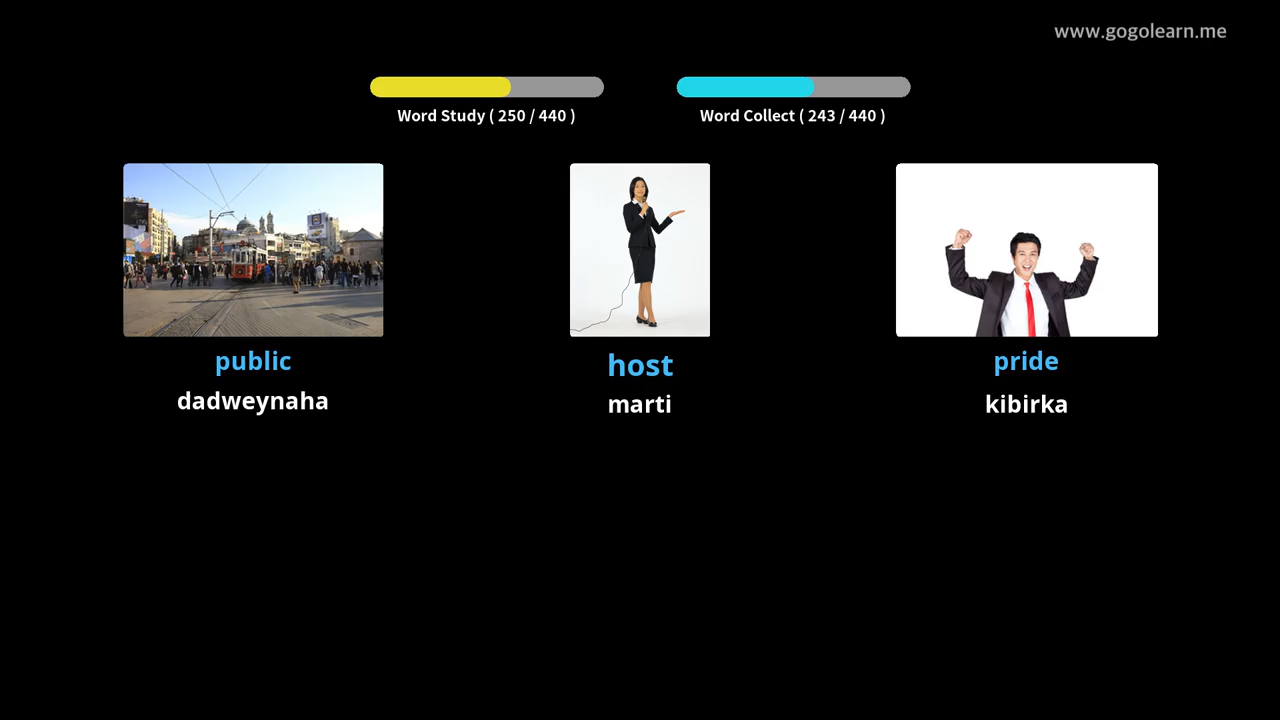 www.gogolearn.me
Word Study ( 250 / 440 )
Word Collect ( 243 / 440 )
public
host
pride
dadweynaha
marti
kibirka